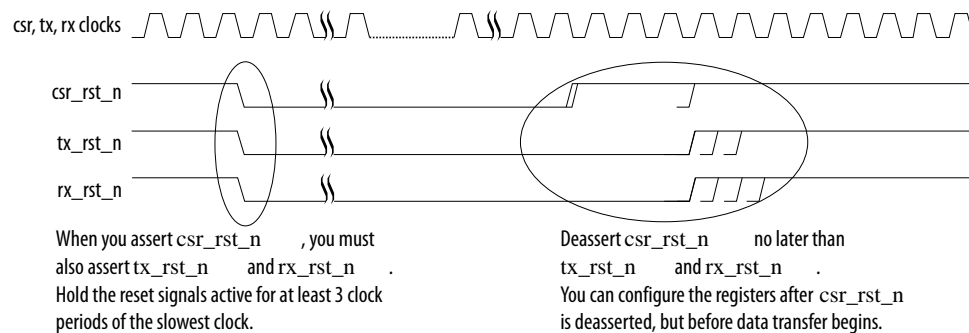 csr, tx, rx clocks
csr_rst_n
tx_rst_n
rx_rst_n
When you assert csr_rst_n , you must
also assert tx_rst_n and rx_rst_n .
Hold the reset signals active for at least 3 clock
periods of the slowest clock.
Deassert csr_rst_n no later than
tx_rst_n and rx_rst_n .
You can configure the registers after csr_rst_n
is deasserted, but before data transfer begins.